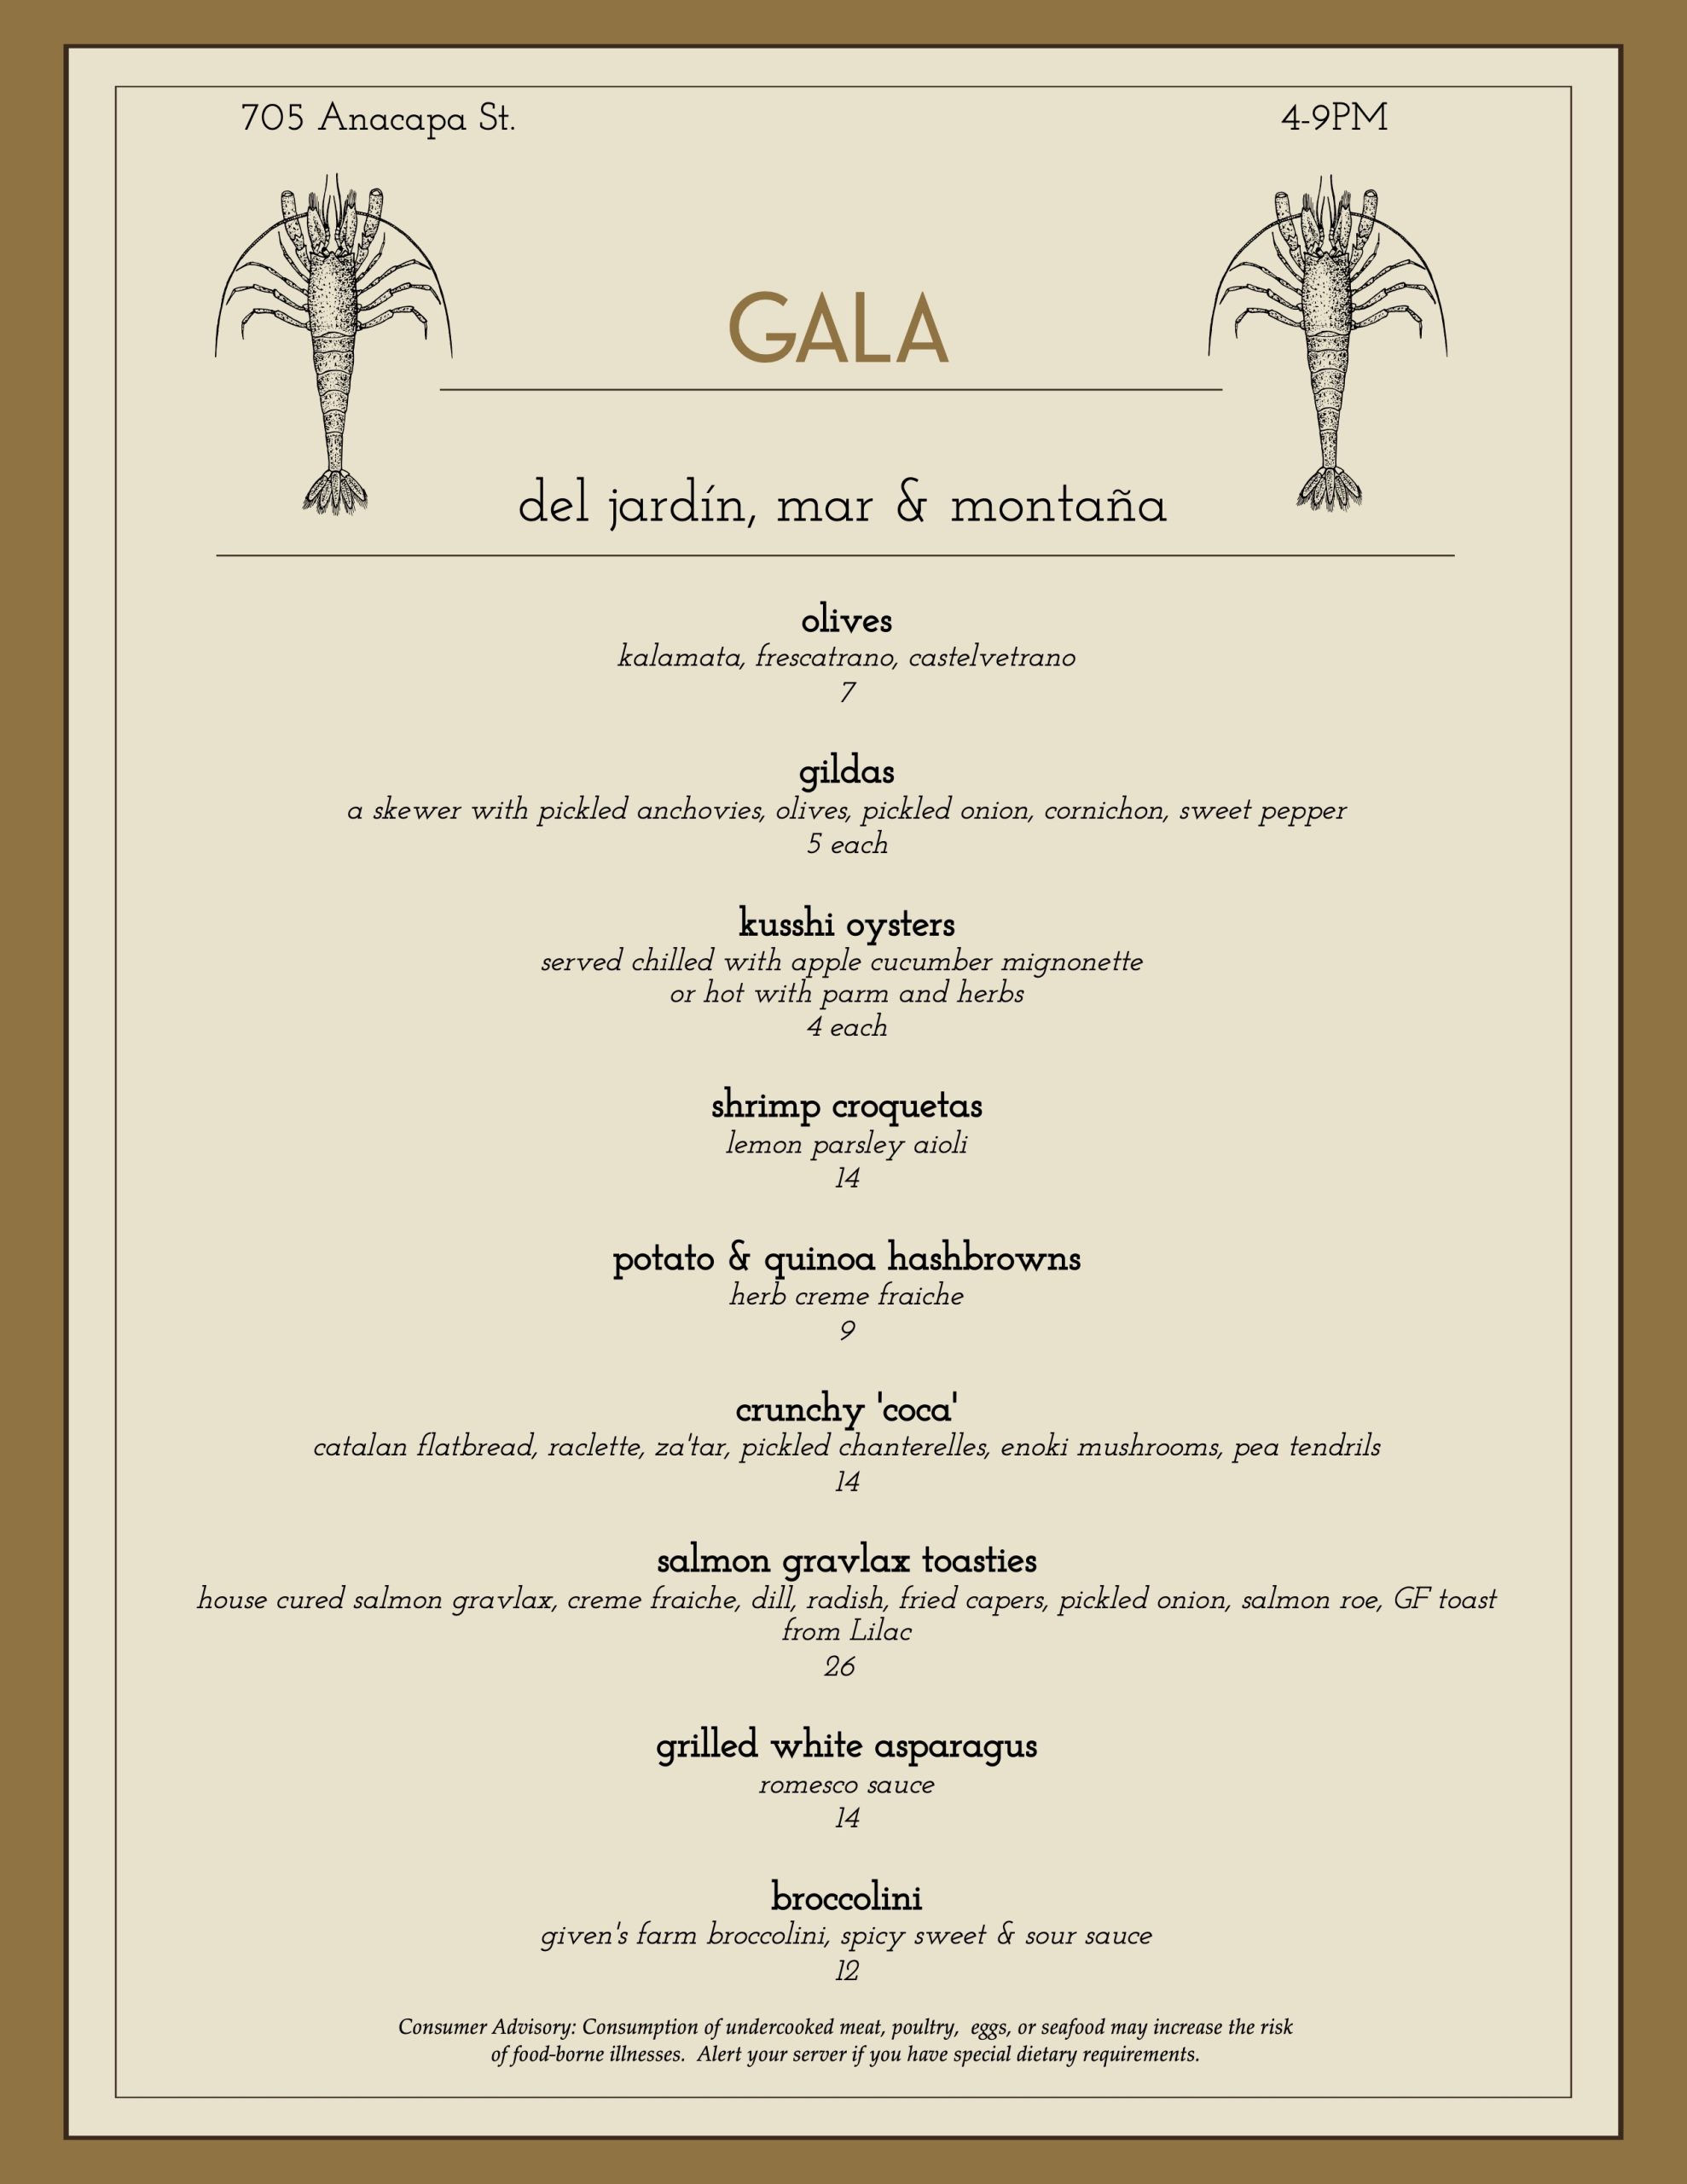 705 Anacapa St.
4-9PM
GALA
del jardín, mar & montaña
olives
kalamata, frescatrano, castelvetrano
7
gildas
a skewer with pickled anchovies, olives, pickled onion, cornichon, sweet pepper
5 each
kusshi oysters
served chilled with apple cucumber mignonette
or hot with parm and herbs
4 each
shrimp croquetas
lemon parsley aioli
14
potato & quinoa hashbrowns
herb creme fraiche
9
crunchy 'coca'
catalan flatbread, raclette, za'tar, pickled chanterelles, enoki mushrooms, pea tendrils
14
salmon gravlax toasties
house cured salmon gravlax, creme fraiche, dill, radish, fried capers, pickled onion, salmon roe, GF toast
from Lilac
26
grilled white asparagus
romesco sauce
14
broccolini
given's farm broccolini, spicy sweet & sour sauce
12
Consumer Advisory: Consumption of undercooked meat, poultry,  eggs, or seafood may increase the risk
of food-borne illnesses.  Alert your server if you have special dietary requirements.